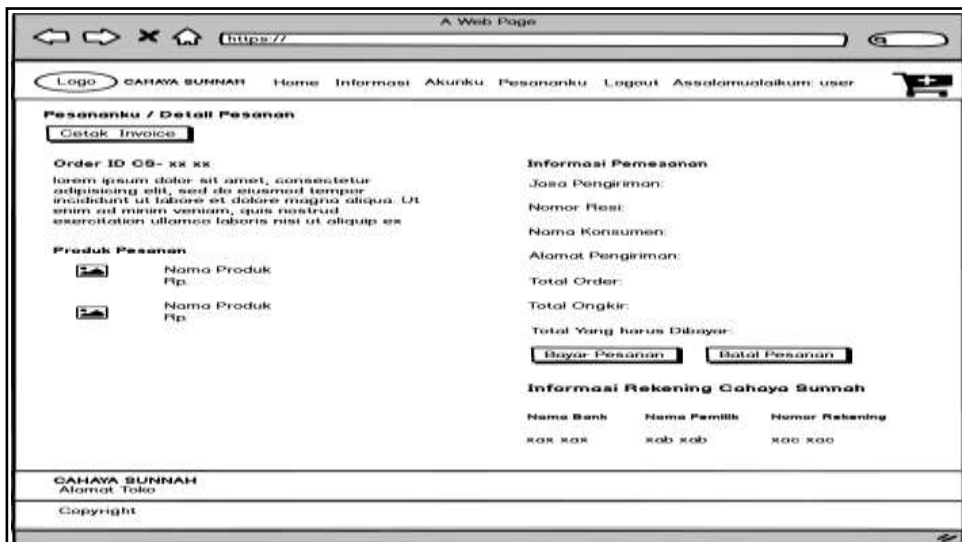 A Web Page
https://
Logo CAHAYA SUNNAH Home Informasi Akunku Pesananku Logout Assalamualaikum: user
Pesananku / Detail Pesanan
Cetak Invoice
Order ID CS- xx xx
lorem ipsum dolor sit amet, consectetur
adipisicing elit, sed do eiusmod tempor
incididunt ut labore et dolore magna aliqua. Ut
enim ad minim veniam, quis nostrud
exercitation ullamco laboris nisi ut aliquip ex
Produk Pesanan
Nama Produk
Rp.
Nama Produk
Rp.
Informasi Pemesanan
Jasa Pengiriman:
Nomor Resi:
Nama Konsumen:
Alamat Pengiriman:
Total Order:
Total Ongkir:
Total Yang harus Dibayar:
Bayar Pesanan Batal Pesanan
Informasi Rekening Cahaya Sunnah
Nama Bank Nama Pemilik Nomor Rekening
xax xax xab xab xac xac
CAHAYA SUNNAH
Alamat Toko
Copyright